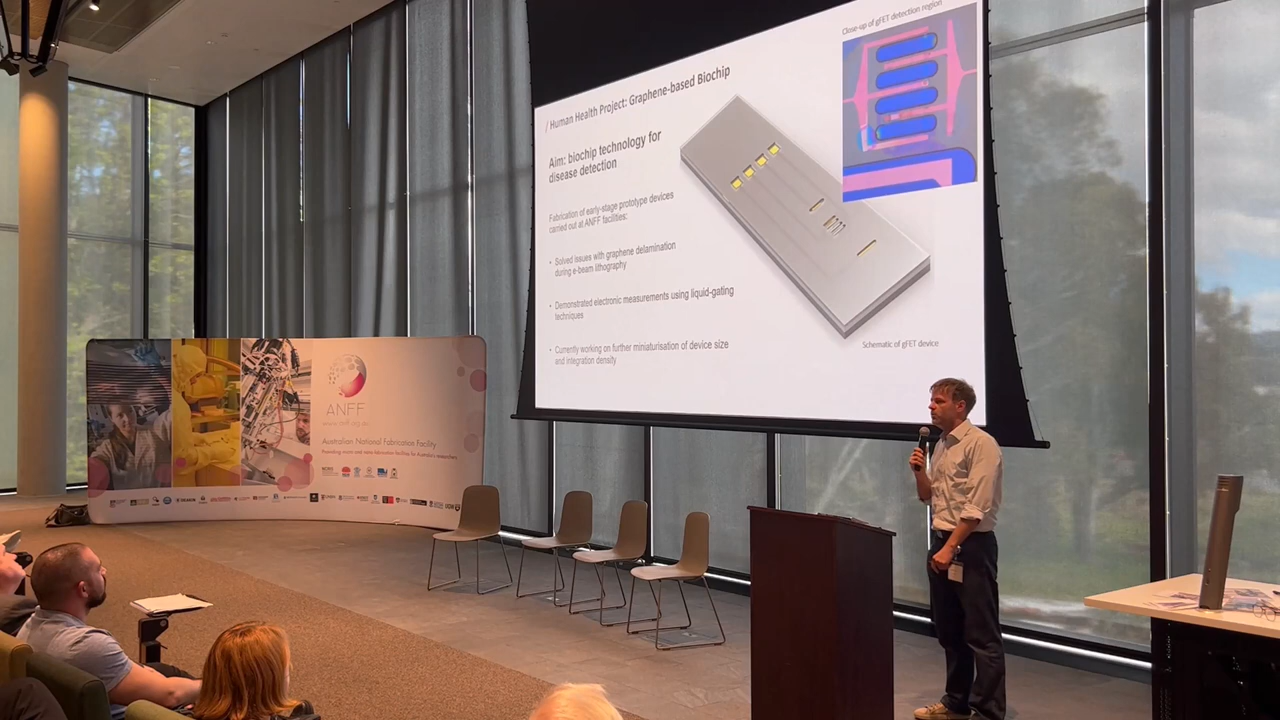 Close-up of gFET detection region
/ Human Health Project: Graphene-based Biochip
Aim: biochip technology for
disease detection
Fabrication of early-stage prototype devices
carried out at ANFF facilities:
• Solved issues with graphene delamination
during e-beam lithography
• Demonstrated electronic measurements using liquid-gating
techniques
• Currently working on further miniaturisation of device size
and integration density
Schematic of gFET device
ANFF
Australian National Fabrication Facility